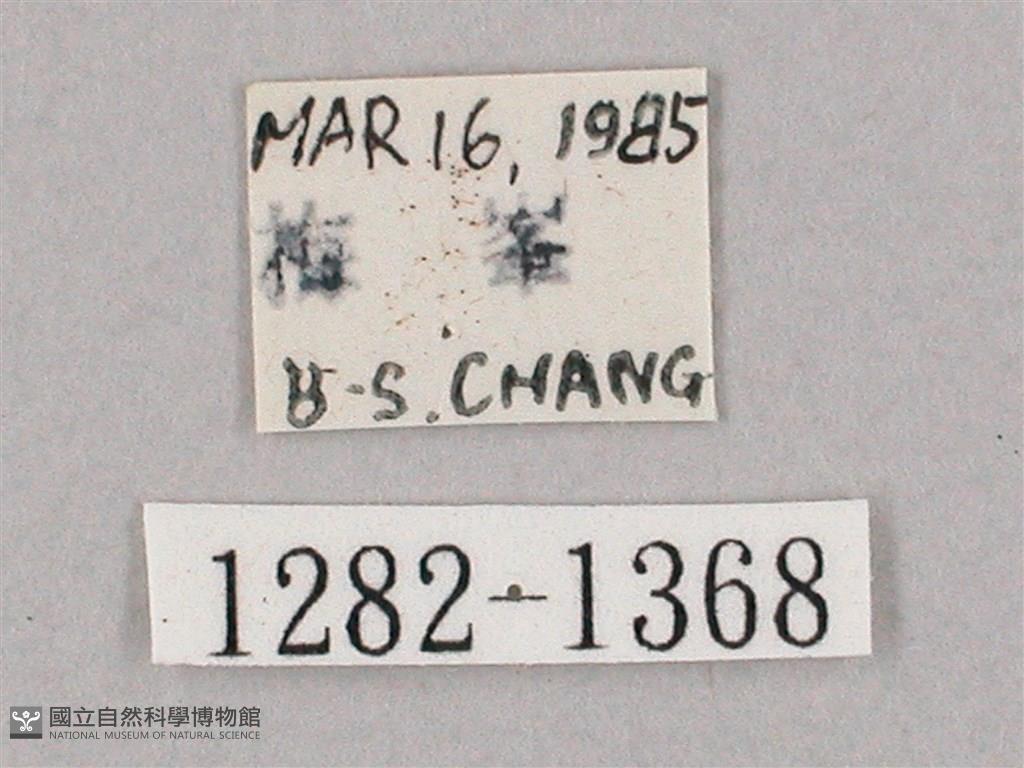 MAR 16, 1985
梅 峯
B-S. CHANG
1282-1368
國立自然科學博物館
NATIONAL MUSEUM OF NATURAL SCIENCE